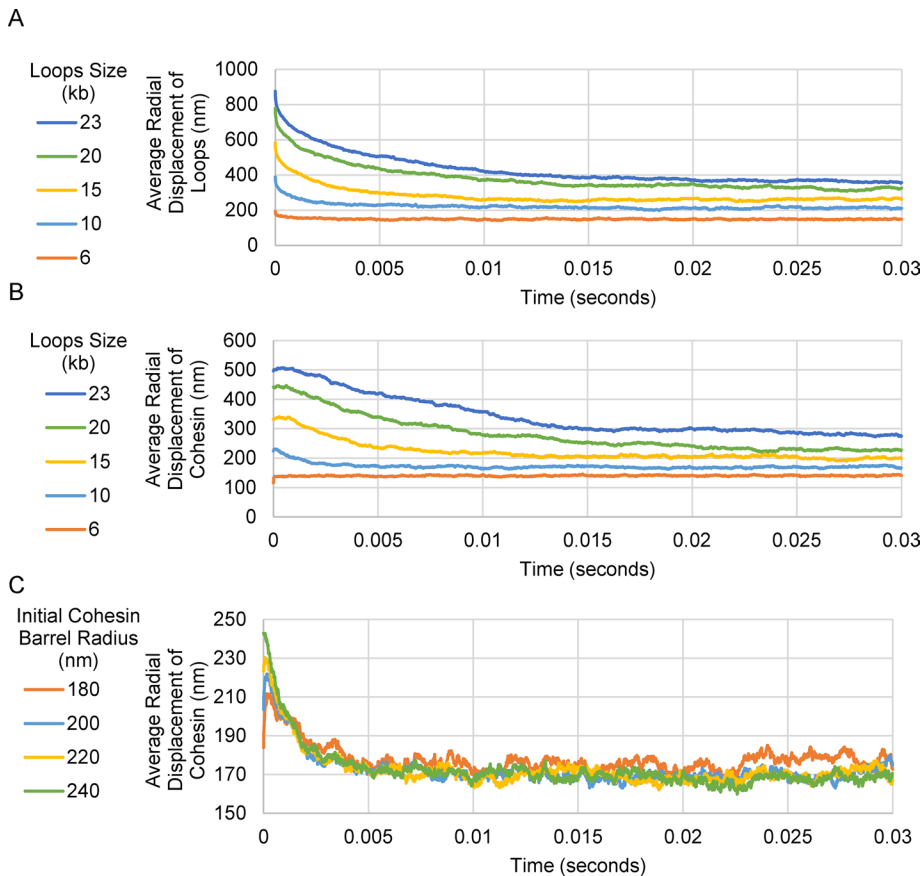 A
Loops Size
(kb)
23
20
15
10
6
Average Radial
Displacement of
Loops (nm)
1000
800
600
400
200
0
0 0.005 0.01 0.015 0.02 0.025 0.03
Time (seconds)
B
Loops Size
(kb)
23
20
15
10
6
Average Radial
Displacement of
Cohesin (nm)
600
500
400
300
200
100
0
0 0.005 0.01 0.015 0.02 0.025 0.03
Time (seconds)
C
Initial Cohesin
Barrel Radius
(nm)
180
200
220
240
Average Radial
Displacement of
Cohesin (nm)
250
230
210
190
170
150
0 0.005 0.01 0.015 0.02 0.025 0.03
Time (seconds)